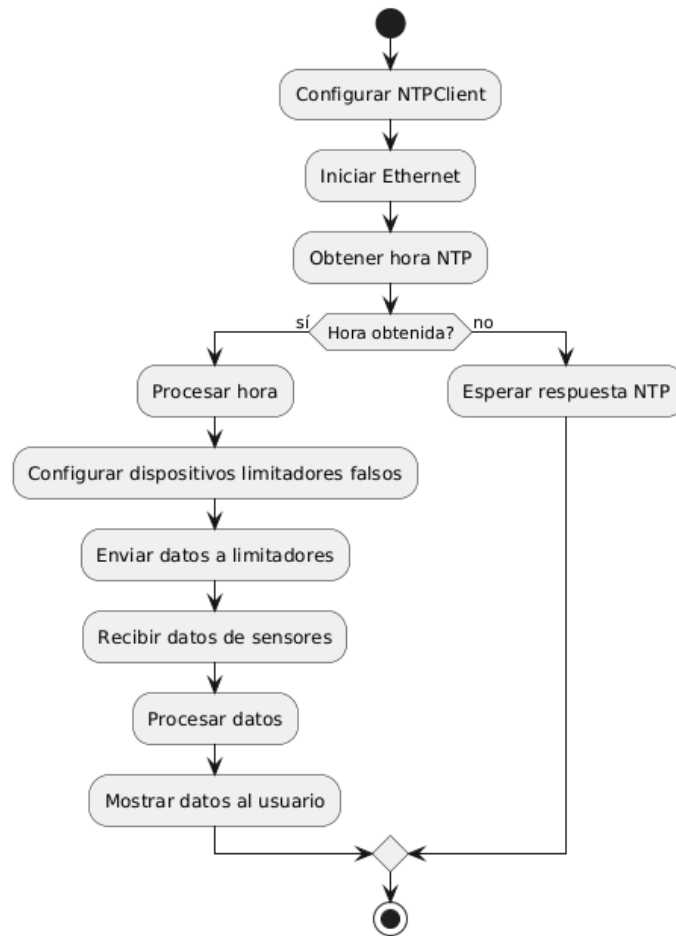 Configurar NTPClient
Iniciar Ethernet
Obtener hora NTP
sí
Hora obtenida?
no
Procesar hora
Esperar respuesta NTP
Configurar dispositivos limitadores falsos
Enviar datos a limitadores
Recibir datos de sensores
Procesar datos
Mostrar datos al usuario